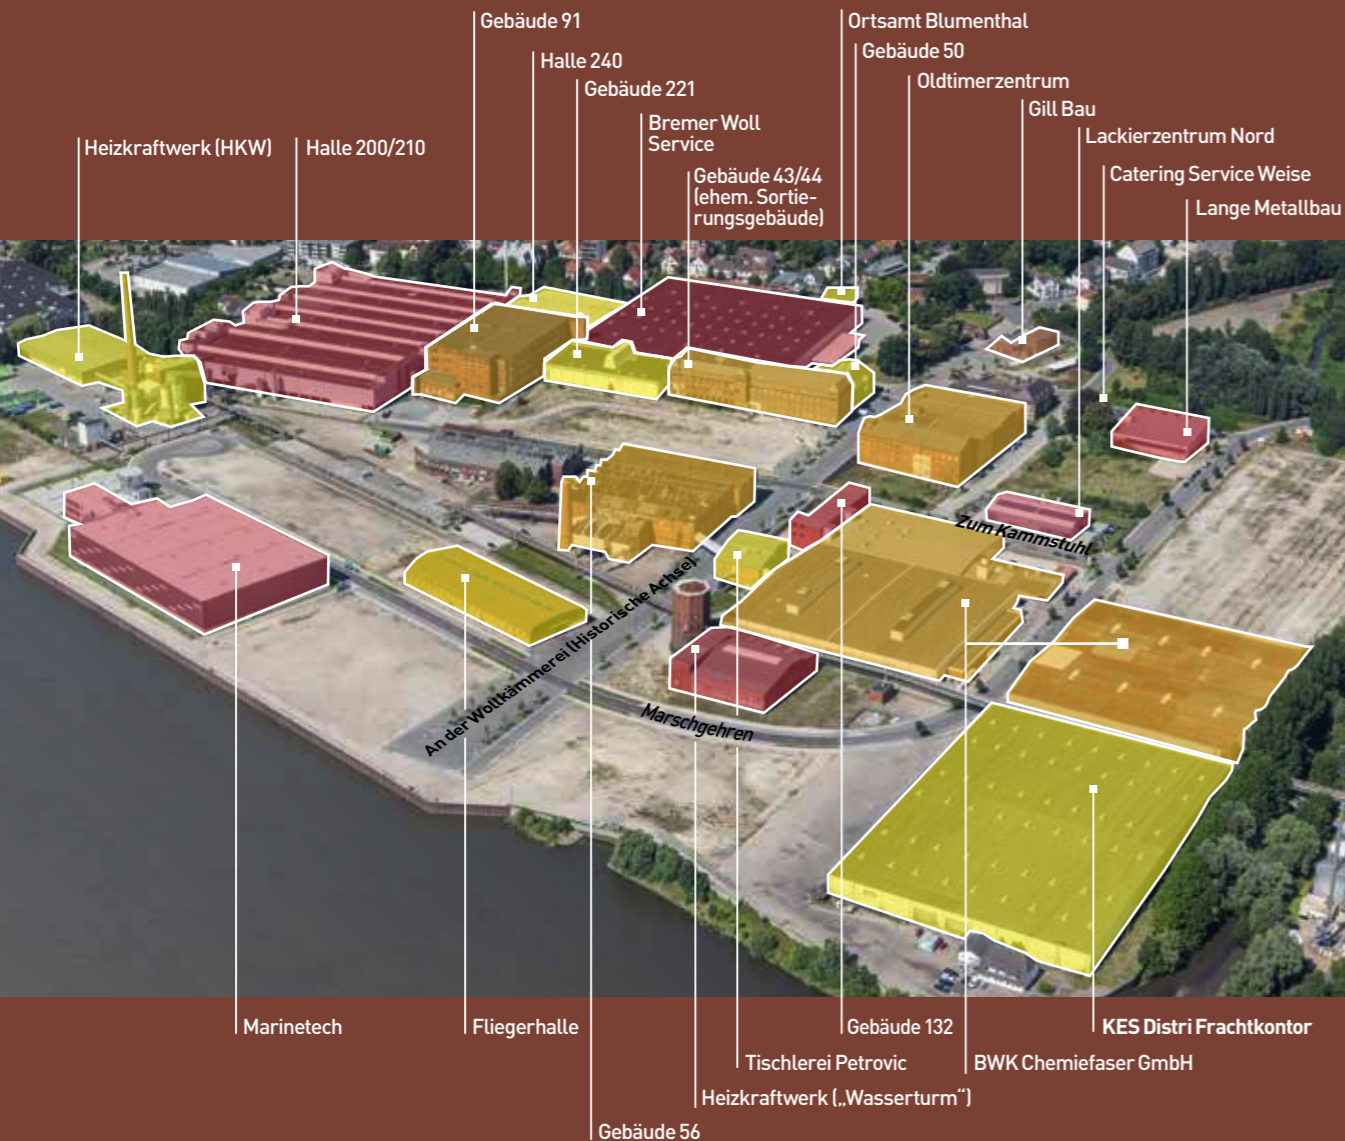 Gebäude 91
Ortsamt Blumenthal
Halle 240
Gebäude 50
Gebäude 221
Oldtimerzentrum
Bremer Woll
Service
Gill Bau
Lackierzentrum Nord
Heizkraftwerk (HKW)
Halle 200/210
Gebäude 43/44
(ehem. Sortie-
rungsgebäude)
Catering Service Weise
Lange Metallbau
Zum Kammstuhl
An der Wollkämmerei (Historische Achse)
Marschgehren
Marinetech
Fliegerhalle
Gebäude 132
KES Distri Frachtkontor
Tischlerei Petrovic
BWK Chemiefaser GmbH
Heizkraftwerk („Wasserturm“)
Gebäude 56